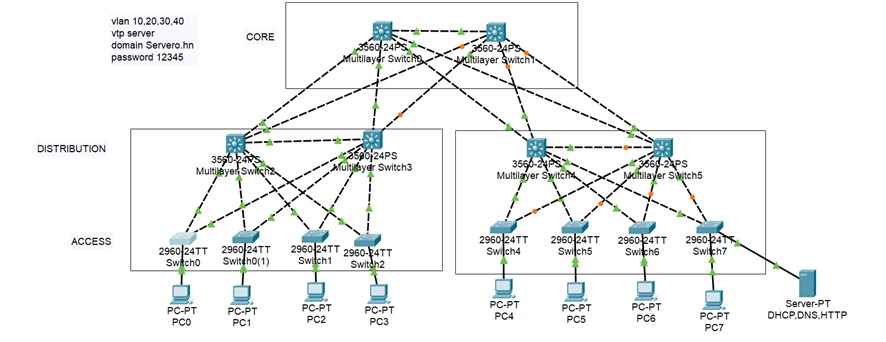 vlan 10,20,30,40
vtp server
domain Servero.hn
password 12345
CORE
3560-24PS
Multilayer Switch0
3560-24PS
Multilayer Switch1
DISTRIBUTION
3560-24PS
Multilayer Switch2
3560-24PS
Multilayer Switch3
3560-24PS
Multilayer Switch4
3560-24PS
Multilayer Switch5
ACCESS
2960-24TT
Switch0
2960-24TT
Switch0(1)
2960-24TT
Switch1
2960-24TT
Switch2
2960-24TT
Switch4
2960-24TT
Switch5
2960-24TT
Switch6
2960-24TT
Switch7
PC-PT
PC0
PC-PT
PC1
PC-PT
PC2
PC-PT
PC3
PC-PT
PC4
PC-PT
PC5
PC-PT
PC6
PC-PT
PC7
Server-PT
DHCP,DNS,HTTP